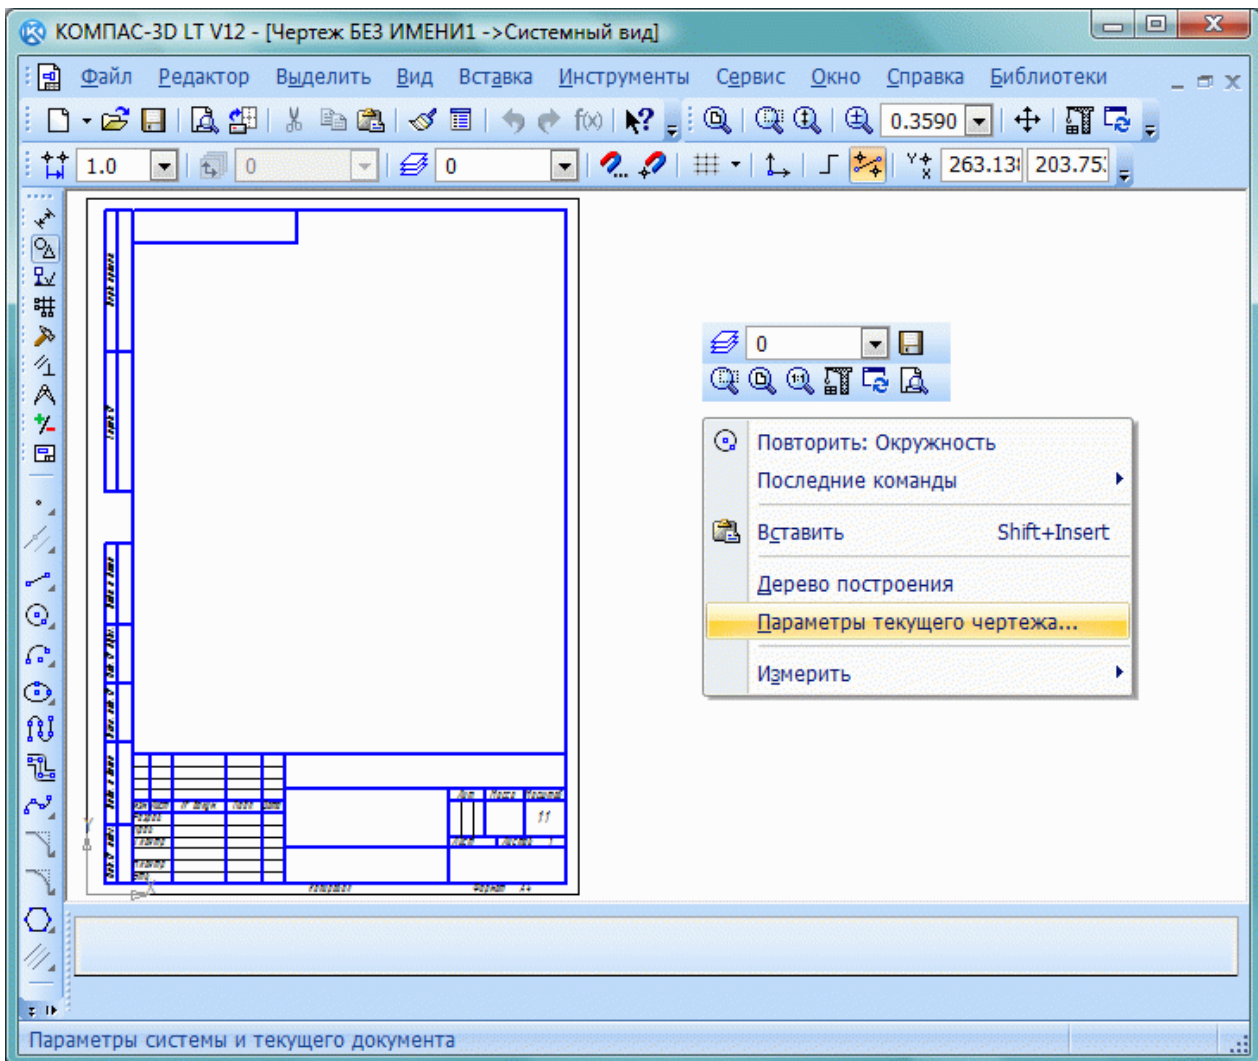 КОМПАС-3D LT V12 - [Чертеж БЕЗ ИМЕНИ1 ->Системный вид]
Файл Редактор Выделить Вид Вставка Инструменты Сервис Окно Справка Библиотеки
f(x) 0.3590
1.0 0 0 263.13 203.75
0
Повторить: Окружность
Последние команды
Вставить Shift+Insert
Дерево построения
Параметры текущего чертежа...
Измерить
Параметры системы и текущего документа